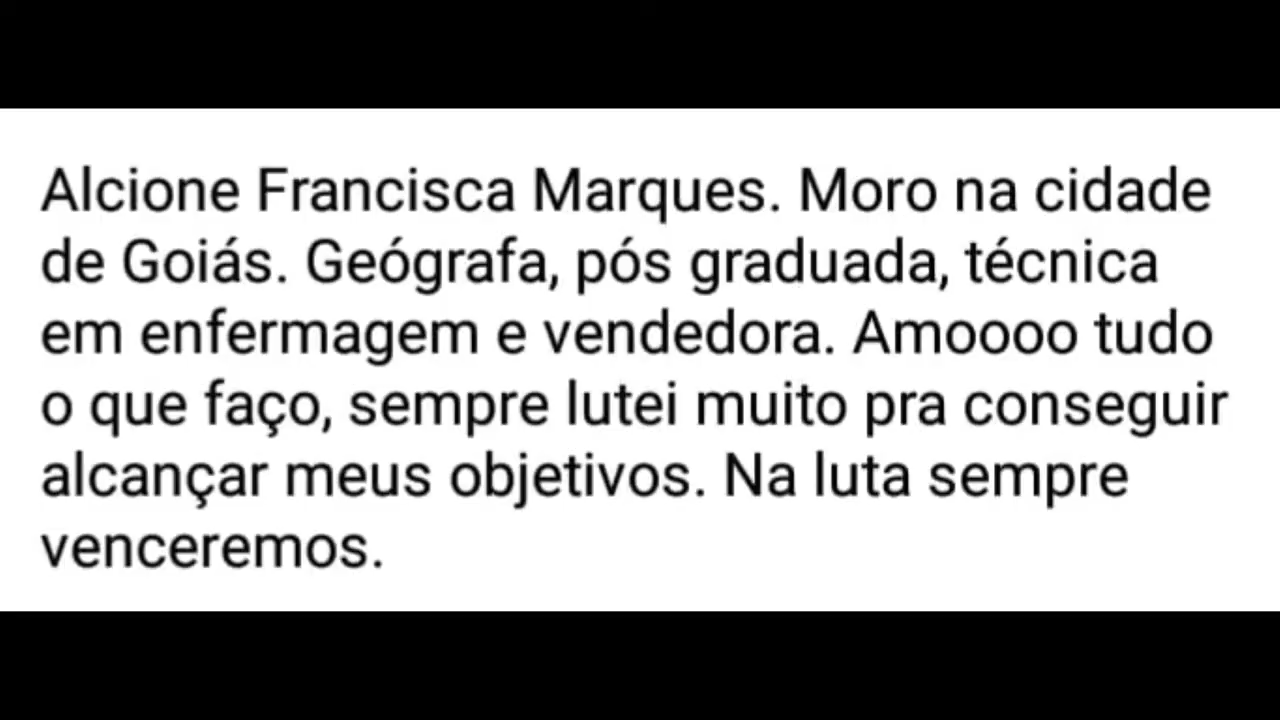 Alcione Francisca Marques. Moro na cidade
de Goiás. Geógrafa, pós graduada, técnica
em enfermagem e vendedora. Amoooo tudo
o que faço, sempre lutei muito pra conseguir
alcançar meus objetivos. Na luta sempre
venceremos.